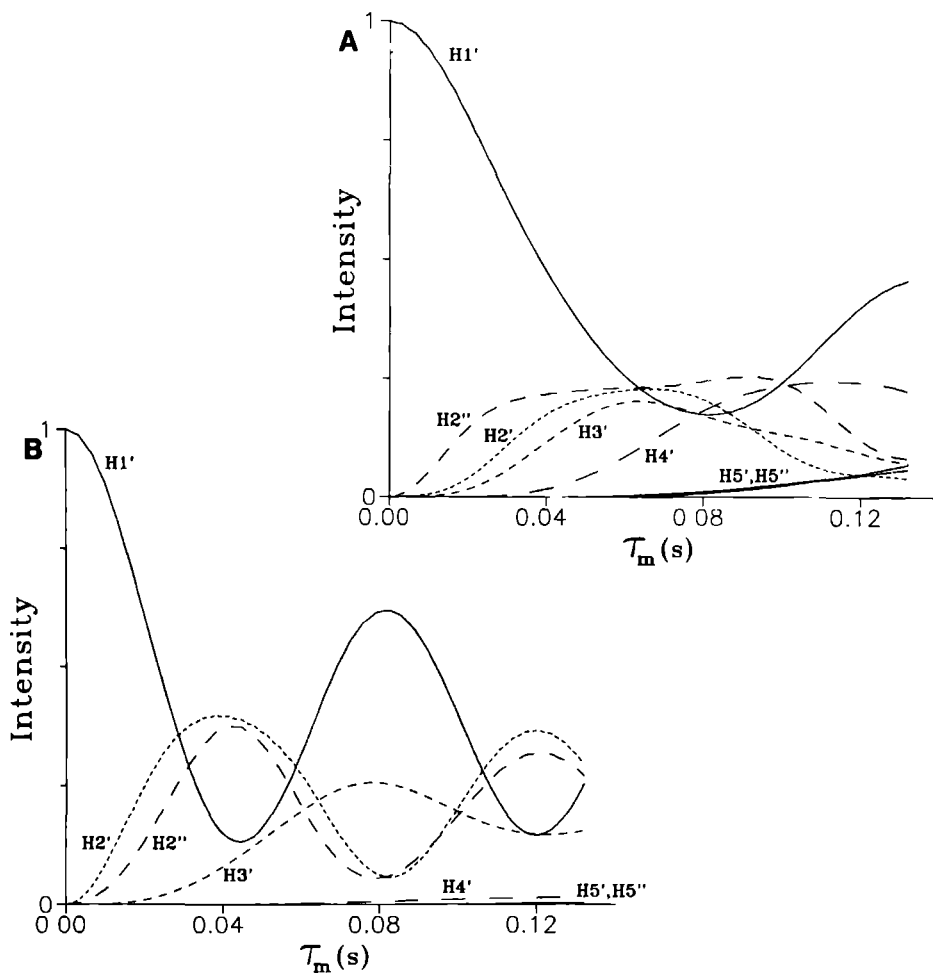 A
1
H1'
Intensity
H2''
H2'
H3'
H4'
H5',H5''
0
0.00
0.04
0 08
0.12
τm(s)
B
1
H1'
Intensity
H2'
H2''
H3'
H4'
H5',H5''
0
0 00
0.04
0.08
0.12
τm(s)